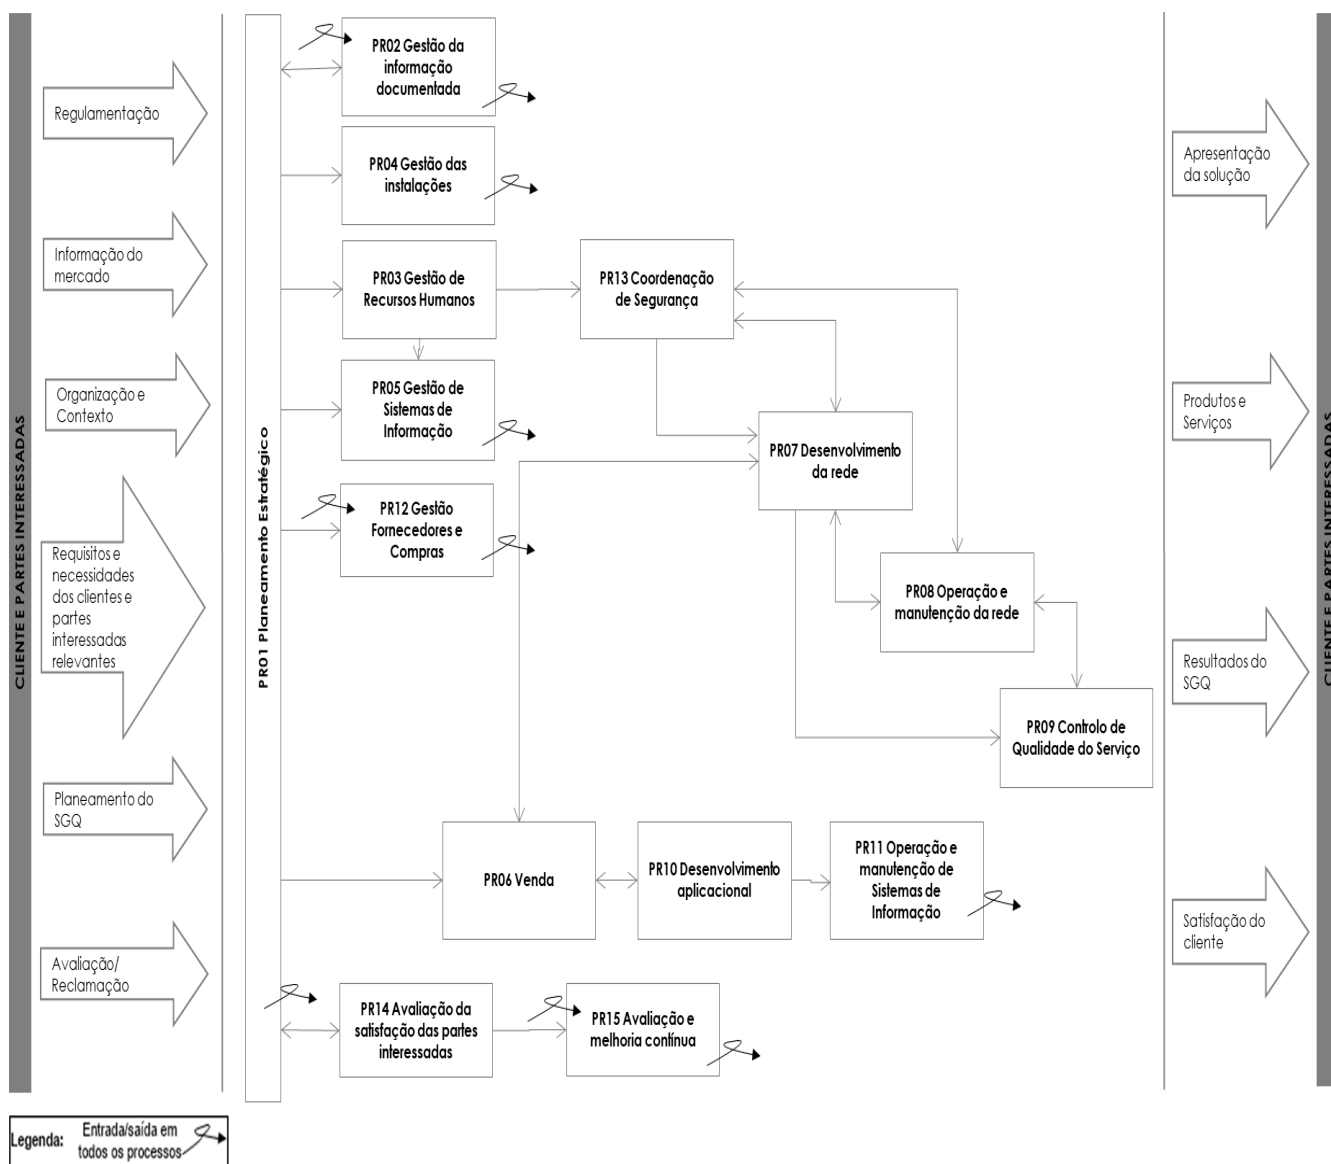 CLIENTE E PARTES INTERESSADAS
Regulamentação
Informação do
mercado
Organização e
Contexto
Requisitos e
necessidades
dos clientes e
partes
interessadas
relevantes
Planeamento do
SGQ
Avaliação/
Reclamação
PR01 Planeamento Estratégico
PR02 Gestão da
informação
documentada
PR04 Gestão das
instalações
PR03 Gestão de
Recursos Humanos
PR13 Coordenação
de Segurança
PR05 Gestão de
Sistemas de
Informação
PR07 Desenvolvimento
da rede
PR12 Gestão
Fornecedores e
Compras
PR08 Operação e
manutenção da rede
PR09 Controlo de
Qualidade do Serviço
PR06 Venda
PR10 Desenvolvimento
aplicacional
PR11 Operação e
manutenção de
Sistemas de
Informação
PR14 Avaliação da
satisfação das partes
interessadas
PR15 Avaliação e
melhoria contínua
Apresentação
da solução
Produtos e
Serviços
Resultados do
SGQ
Satisfação do
cliente
CLIENTE E PARTES INTERESSADAS
Legenda: Entrada/saída em
todos os processos